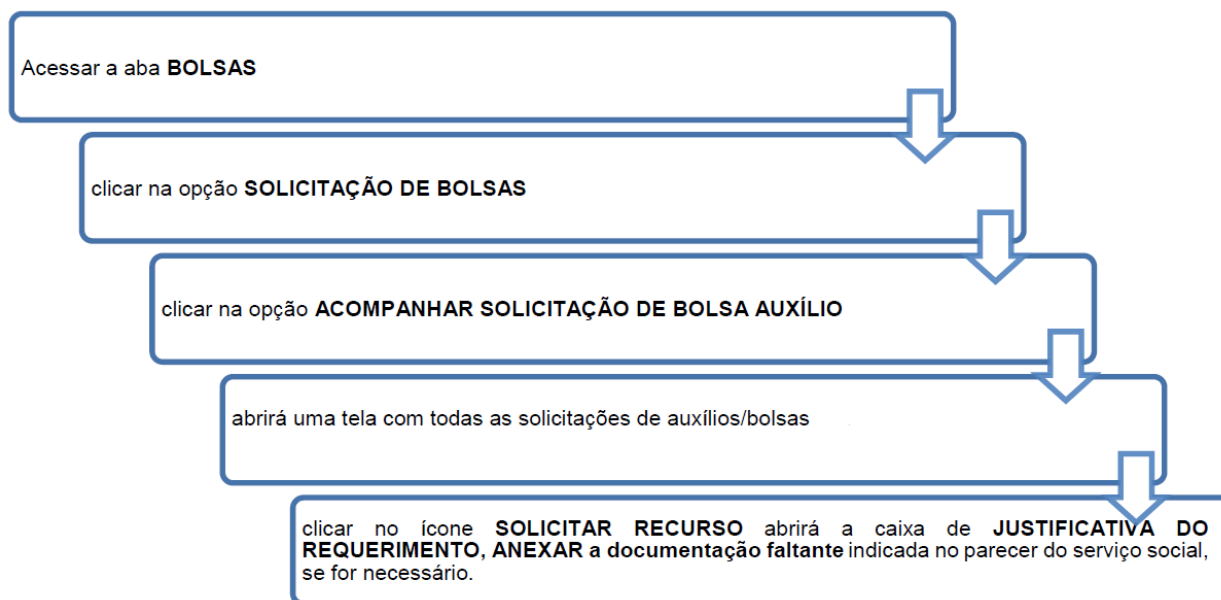 Acessar a aba BOLSAS
clicar na opção SOLICITAÇÃO DE BOLSAS
clicar na opção ACOMPANHAR SOLICITAÇÃO DE BOLSA AUXÍLIO
abrirá uma tela com todas as solicitações de auxílios/bolsas
clicar no ícone SOLICITAR RECURSO abrirá a caixa de JUSTIFICATIVA DO
REQUERIMENTO, ANEXAR a documentação faltante indicada no parecer do serviço social,
se for necessário.